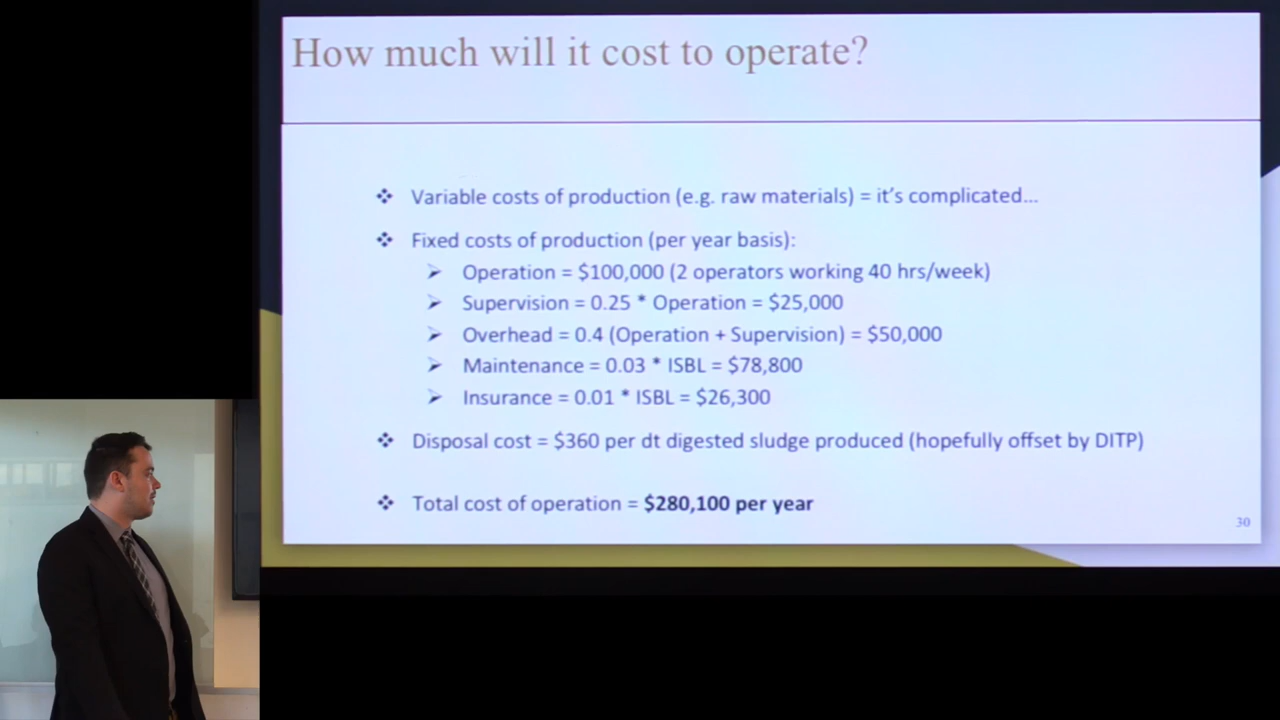 How much will it cost to operate?
❖ Variable costs of production (e.g. raw materials) = it's complicated...
❖ Fixed costs of production (per year basis):
➢ Operation = $100,000 (2 operators working 40 hrs/week)
➢ Supervision = 0.25 * Operation = $25,000
➢ Overhead = 0.4 (Operation + Supervision) = $50,000
➢ Maintenance = 0.03 * ISBL = $78,800
➢ Insurance = 0.01 * ISBL = $26,300
❖ Disposal cost = $360 per dt digested sludge produced (hopefully offset by DITP)
❖ Total cost of operation = $280,100 per year
30